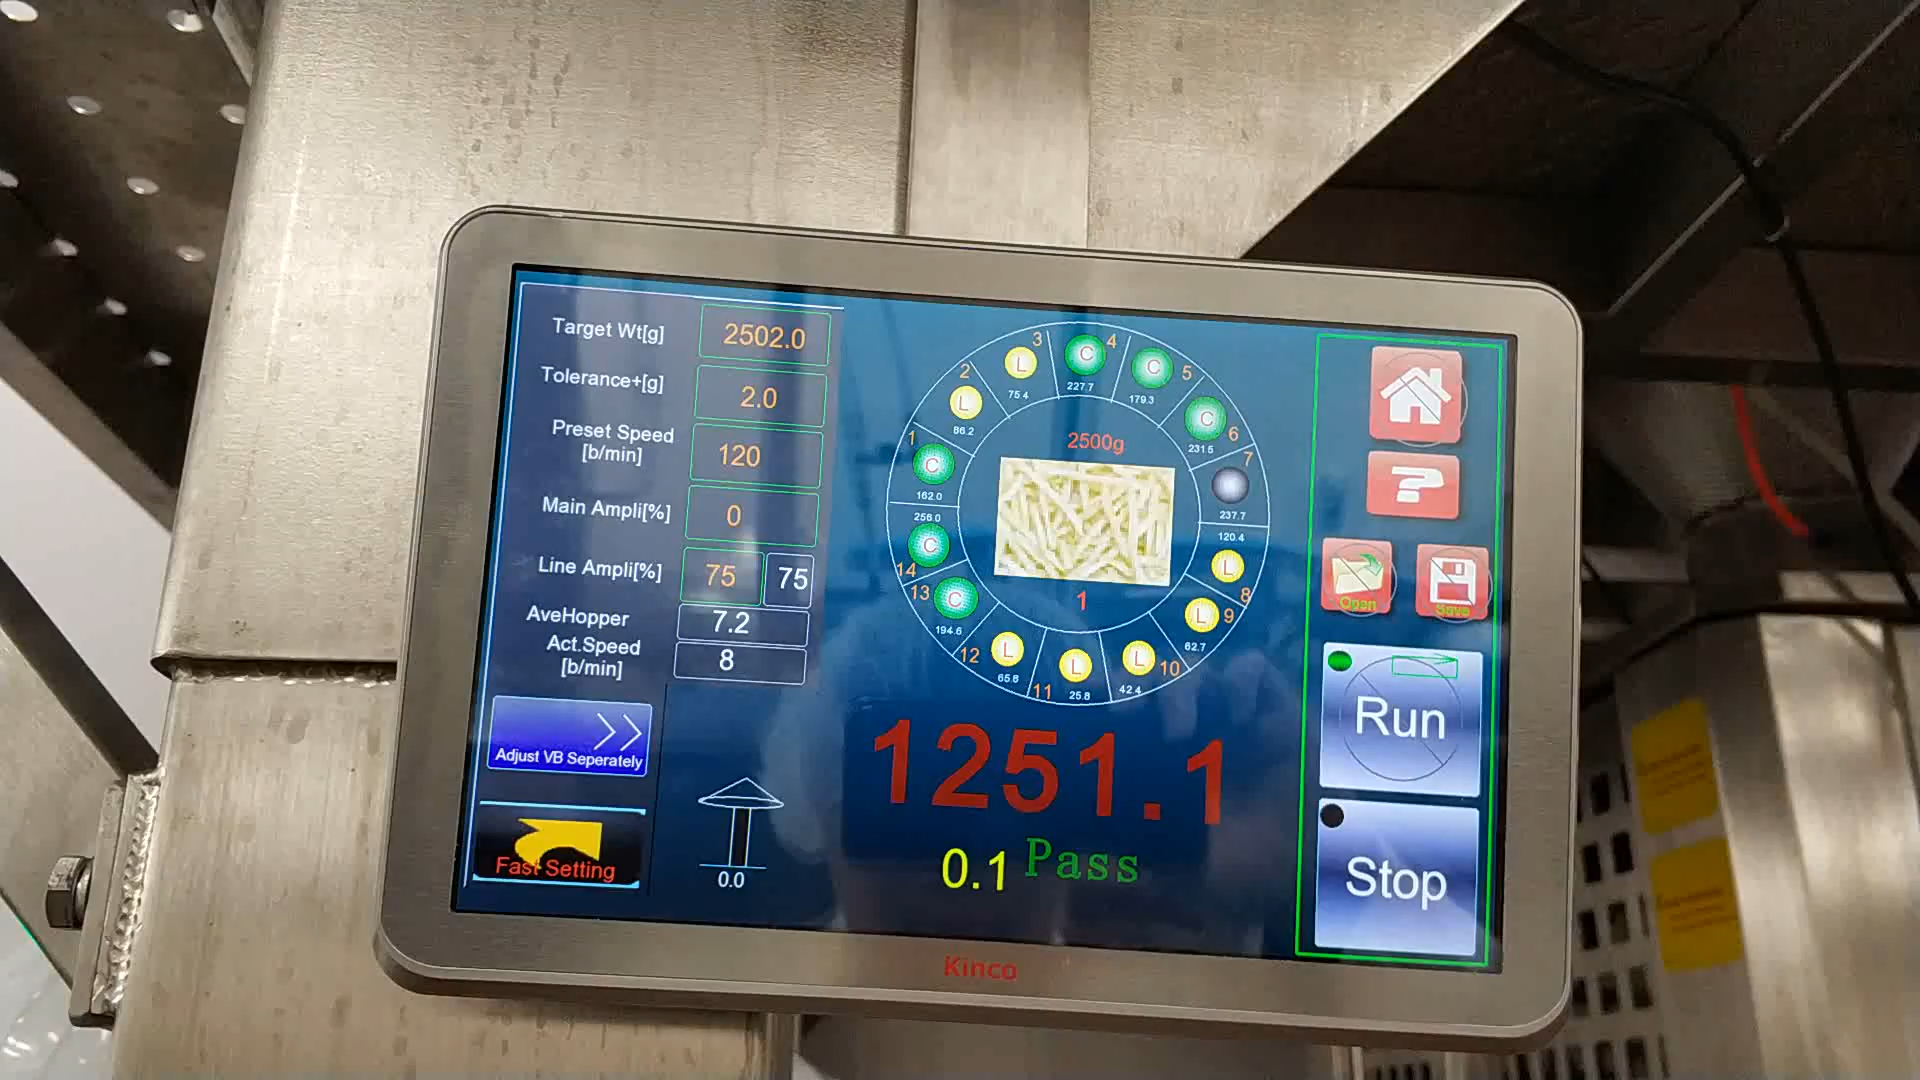 Target Wt[g] 2502.0
Tolerance+[g] 2.0
Preset Speed [b/min] 120
Main Ampli[%] 0
Line Ampli[%] 75 75
AveHopper 7.2
Act.Speed [b/min] 8
Adjust VB Seperately
Fast Setting
0.0
1 C 162.0
2 L 86.2
3 L 75.4
4 C 227.7
5 C 179.3
6 C 231.5
7 237.7
8 L 120.4
9 L 62.7
10 L 42.4
11 L 25.8
12 L 65.8
13 C 194.6
14 C 256.0
2500g
1
1251.1
0.1 Pass
?
Open
Save
Run
Stop
Kinco